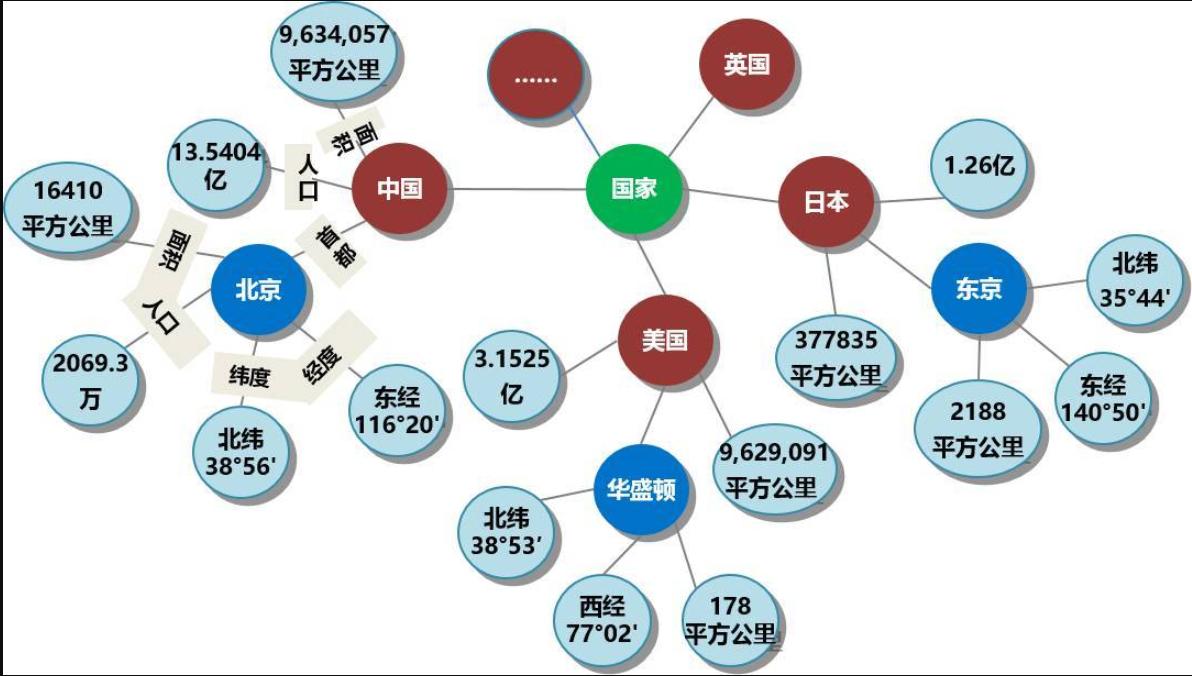 9,634,057
平方公里
……
英国
面积
13.5404
亿
人口
中国
国家
日本
1.26亿
16410
平方公里
面积
首都
北京
人口
东京
北纬
35°44'
2069.3
万
纬度
经度
东经
116°20'
北纬
38°56'
3.1525
亿
美国
377835
平方公里
2188
平方公里
东经
140°50'
9,629,091
平方公里
华盛顿
北纬
38°53′
西经
77°02'
178
平方公里